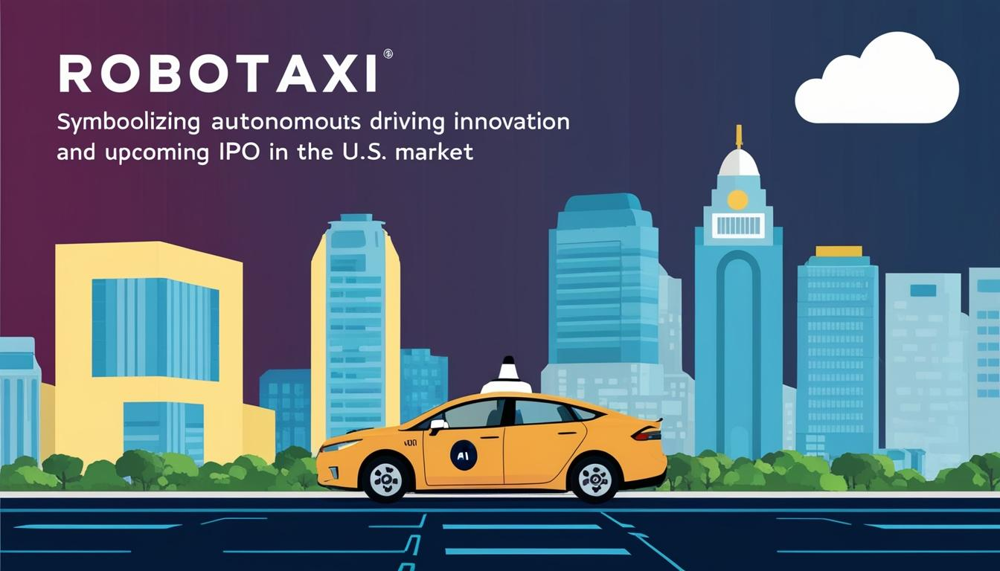 ROBOTAXI®
Symboolizing autonomouts driving innovation
and upcoming IPO in the U.S. market
AI